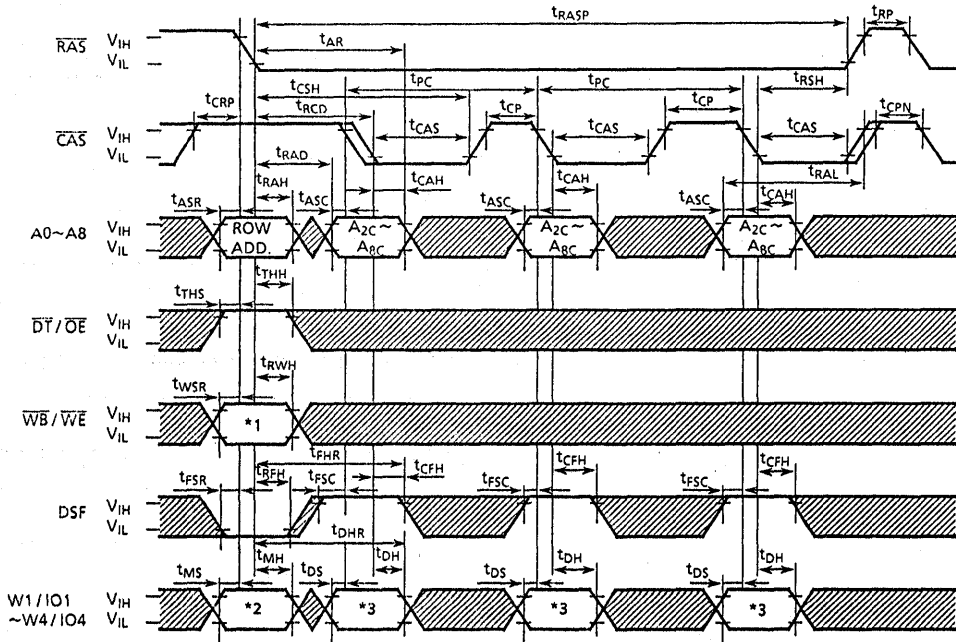 tRASP
tRP
tAR
RAS VIH
VIL
tCSH tPC tPC tRSH
tCRP tRCD tCP tCP tCPN
CAS VIH
VIL
tCAS tCAS tCAS
tRAD tRAL
tRAH tCAH tCAH tCAH
tASR tASC tASC tASC
A0~A8 VIH
VIL
ROW ADD.
A2C~ A8C
A2C~ A8C
A2C~ A8C
tTHH
tTHS
DT/OE VIH
VIL
tRWH
tWSR
WB/WE VIH
VIL
*1
tFHR
tRFH tCFH tCFH tCFH
tFSR tFSC tFSC tFSC
DSF VIH
VIL
tDHR
tMH tDH tDH tDH
tMS tDS tDS tDS
W1/IO1
~W4/IO4
VIH
VIL
*2 *3 *3 *3